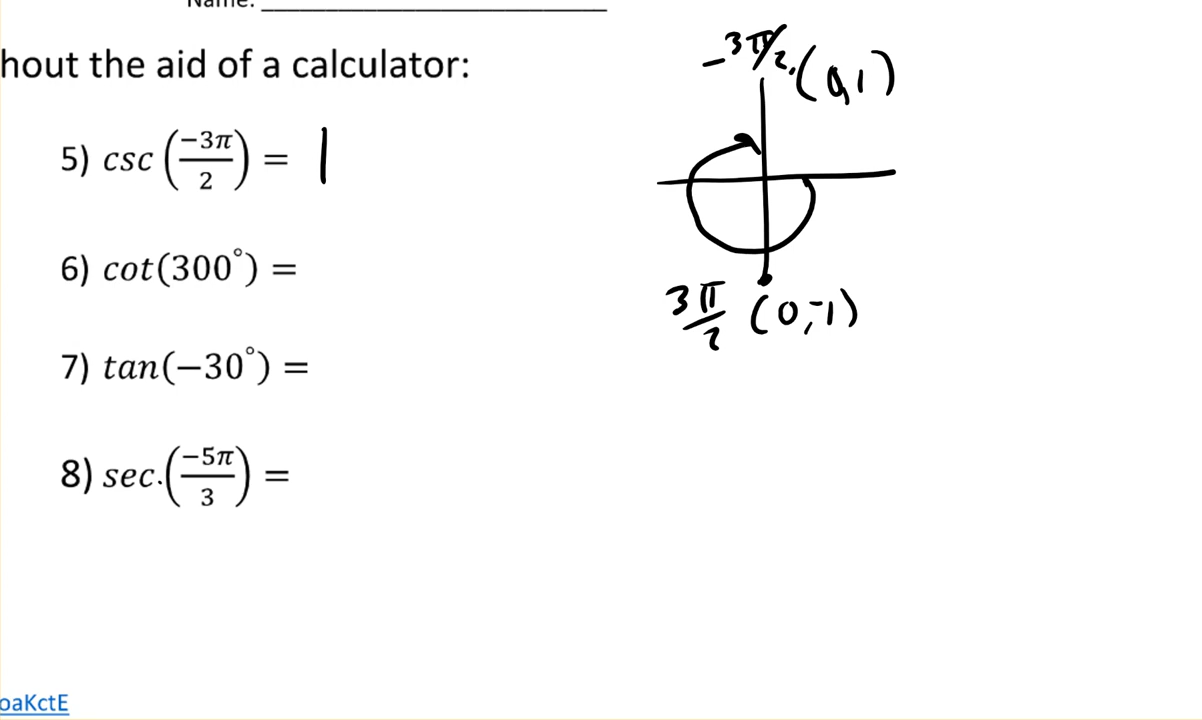 Name: ___________________________
hout the aid of a calculator:
−3π/2 (0,1)
5) csc(−3π/2) = 1
6) cot(300°) =
3π/2 (0,-1)
7) tan(−30°) =
8) sec.(−5π/3) =
oaKctE